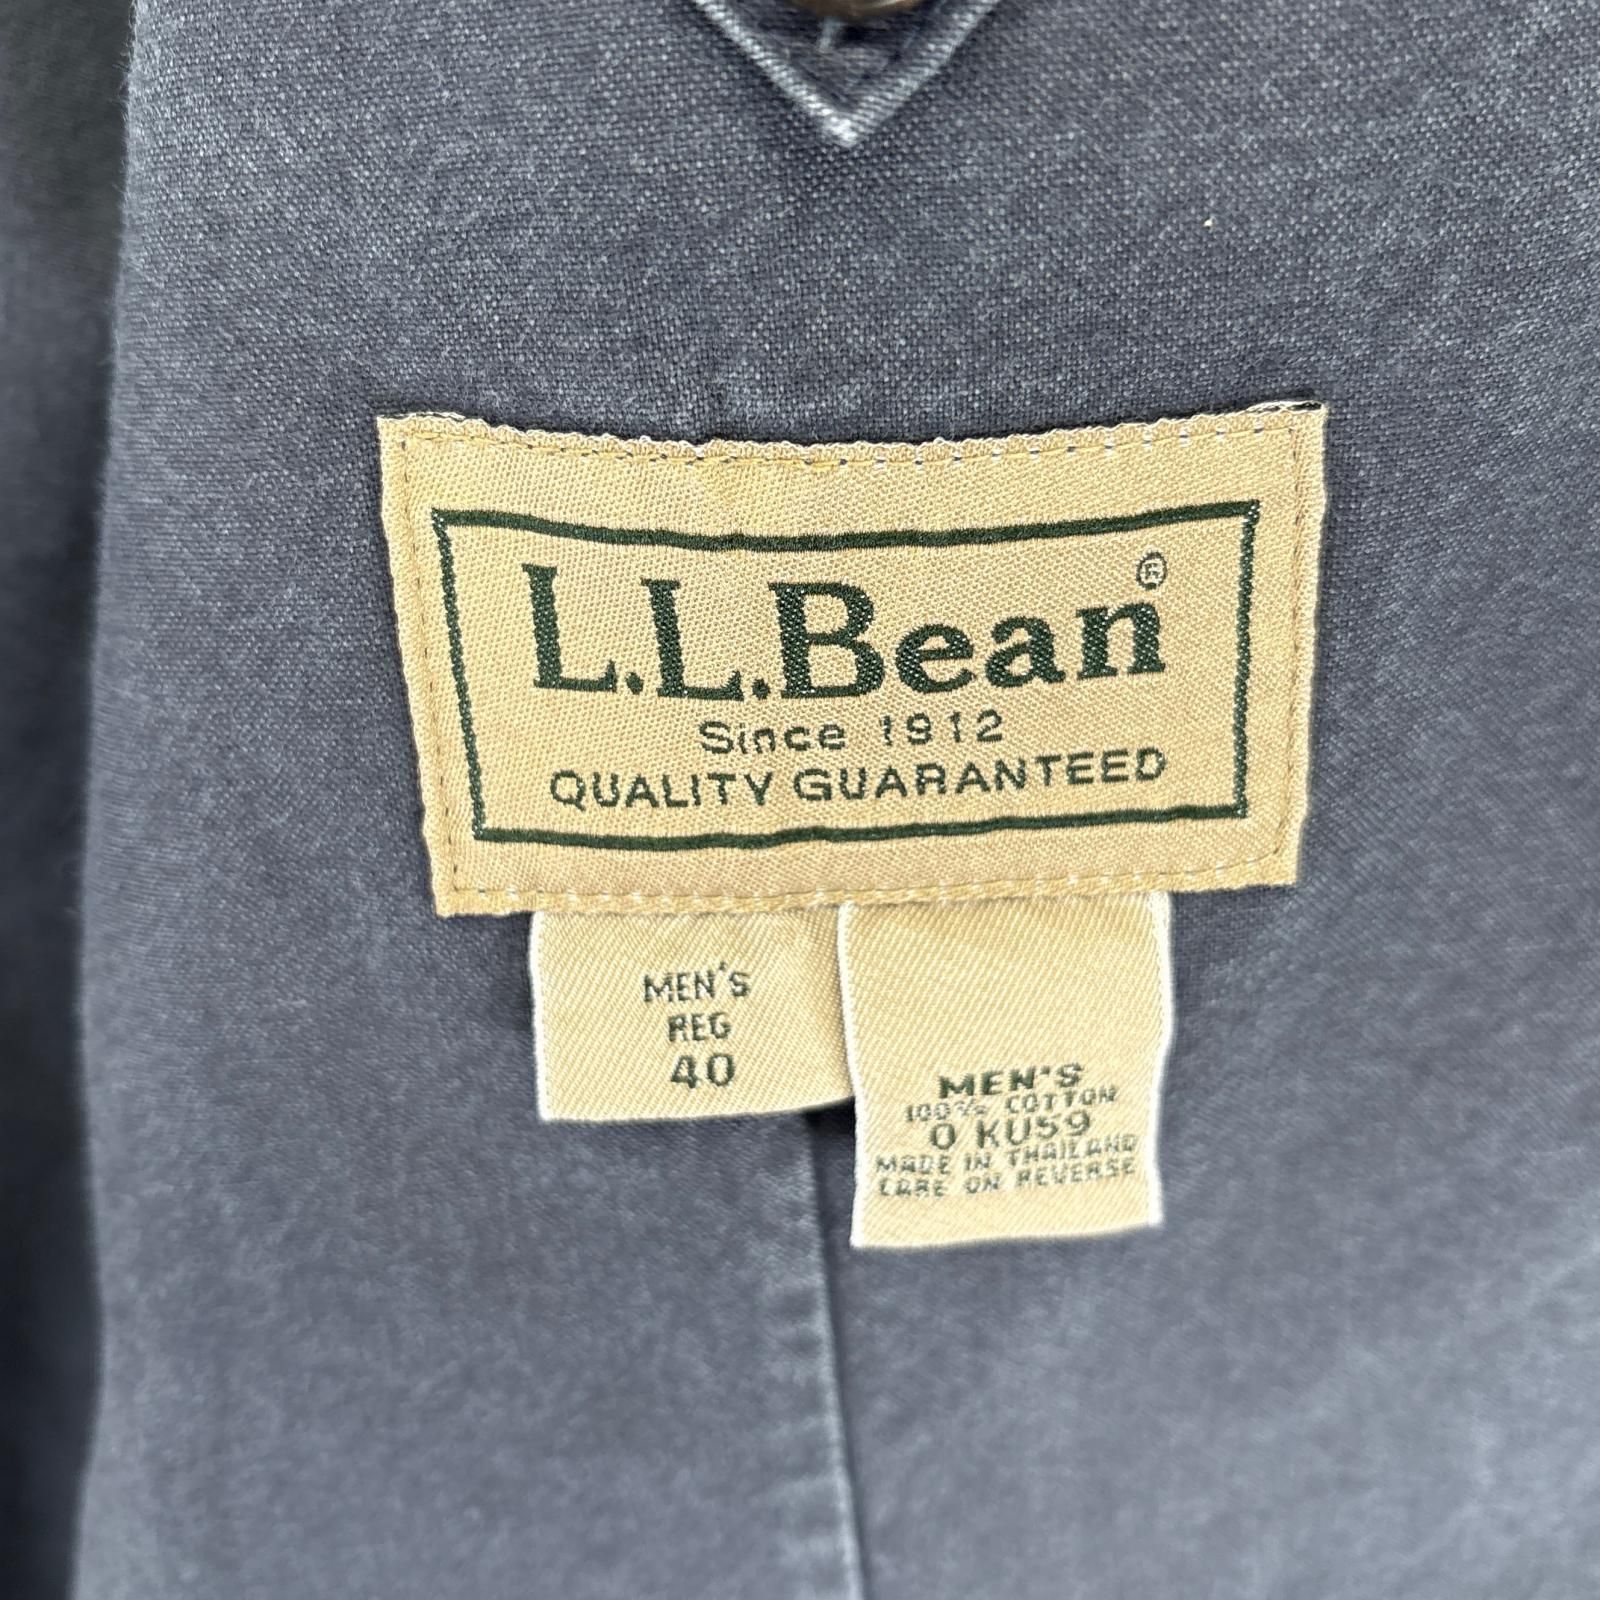 L.L.Bean®
Since 1912
QUALITY GUARANTEED
MEN'S
REG
40
MEN'S
100% COTTON
0 KU59
MADE IN THAILAND
CARE ON REVERSE